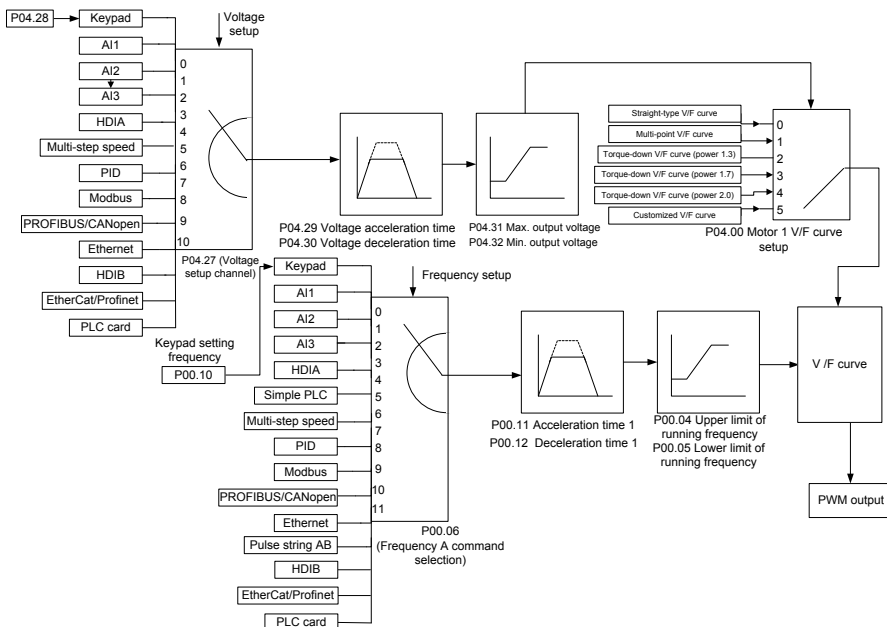 P04.28
Keypad
AI1
AI2
AI3
HDIA
Multi-step speed
PID
Modbus
PROFIBUS/CANopen
Ethernet
HDIB
EtherCat/Profinet
PLC card
Voltage
setup
0
1
2
3
4
5
6
7
8
9
10
P04.27 (Voltage
setup channel)
P04.29 Voltage acceleration time
P04.30 Voltage deceleration time
P04.31 Max. output voltage
P04.32 Min. output voltage
Straight-type V/F curve
Multi-point V/F curve
Torque-down V/F curve (power 1.3)
Torque-down V/F curve (power 1.7)
Torque-down V/F curve (power 2.0)
Customized V/F curve
0
1
2
3
4
5
P04.00 Motor 1 V/F curve
setup
Keypad setting
frequency
P00.10
Keypad
AI1
AI2
AI3
HDIA
Simple PLC
Multi-step speed
PID
Modbus
PROFIBUS/CANopen
Ethernet
Pulse string AB
HDIB
EtherCat/Profinet
PLC card
Frequency setup
0
1
2
3
4
5
6
7
8
9
10
11
P00.06
(Frequency A command
selection)
P00.11 Acceleration time 1
P00.12 Deceleration time 1
P00.04 Upper limit of
running frequency
P00.05 Lower limit of
running frequency
V /F curve
PWM output